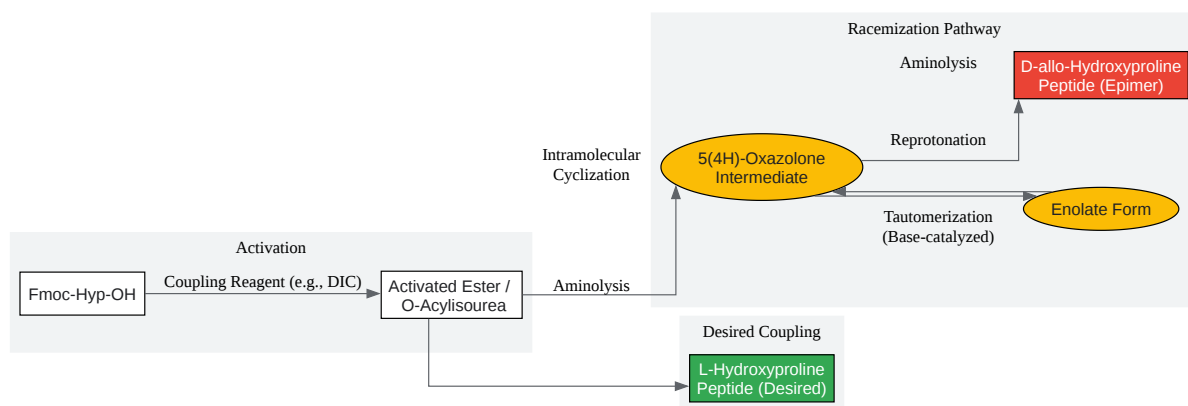 Racemization Pathway
Aminolysis
D-allo-Hydroxyproline
Peptide (Epimer)
Reprotonation
Intramolecular
Cyclization
5(4H)-Oxazolone
Intermediate
Enolate Form
Tautomerization
(Base-catalyzed)
Activation
Fmoc-Hyp-OH
Coupling Reagent (e.g., DIC)
Activated Ester /
O-Acylisourea
Aminolysis
Desired Coupling
L-Hydroxyproline
Peptide (Desired)